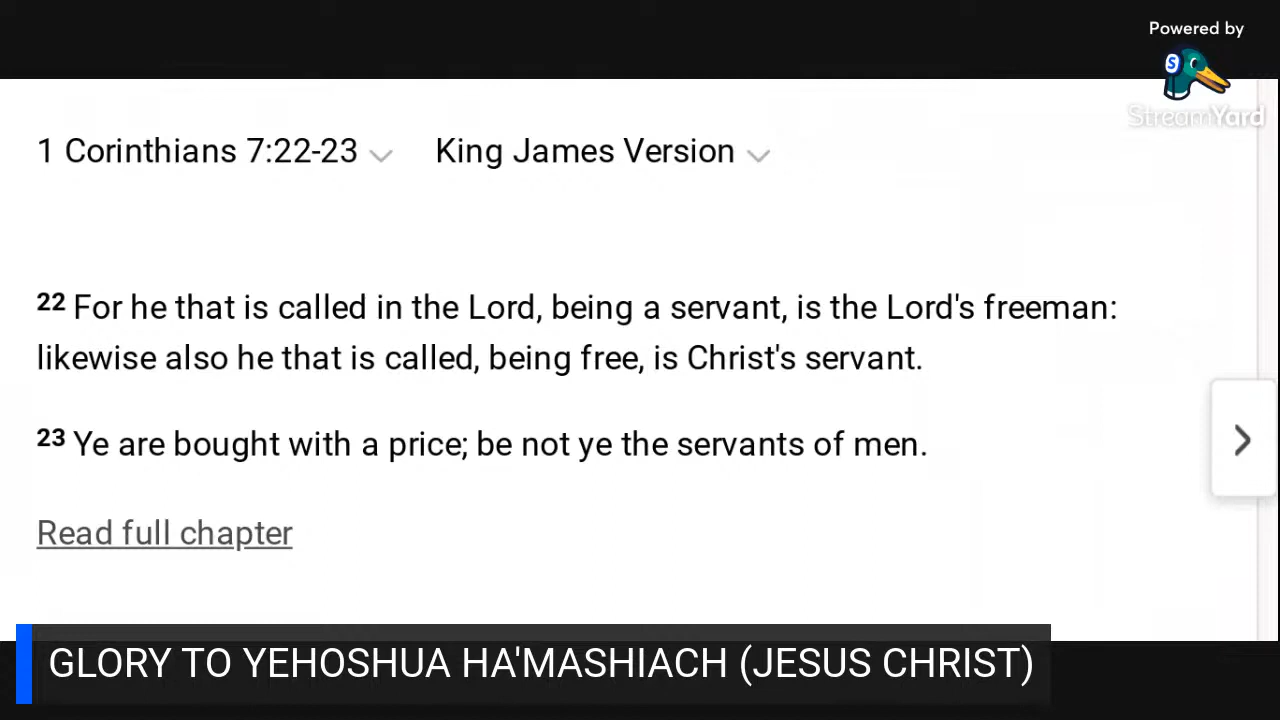 Powered by
S
StreamYard
1 Corinthians 7:22-23 King James Version
22 For he that is called in the Lord, being a servant, is the Lord's freeman:
likewise also he that is called, being free, is Christ's servant.
23 Ye are bought with a price; be not ye the servants of men.
Read full chapter
GLORY TO YEHOSHUA HA'MASHIACH (JESUS CHRIST)